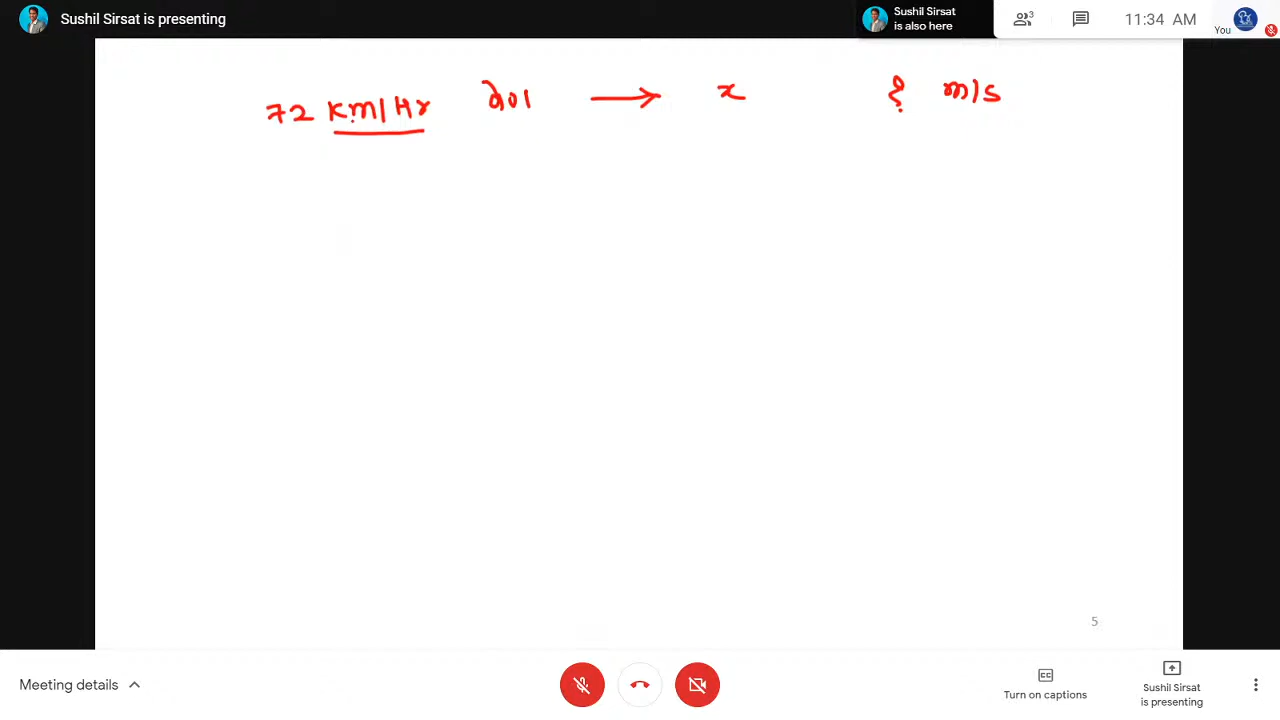 Sushil Sirsat is presenting
Sushil Sirsat
is also here
3
11:34 AM
You
72 Km/Hr वेग → x ? m/s
5
Meeting details
Turn on captions
Sushil Sirsat
is presenting